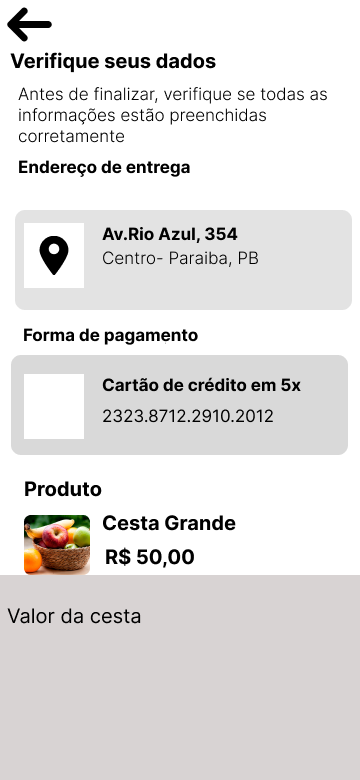 Verifique seus dados
Antes de finalizar, verifique se todas as
informações estão preenchidas
corretamente
Endereço de entrega
Av.Rio Azul, 354
Centro- Paraiba, PB
Forma de pagamento
Cartão de crédito em 5x
2323.8712.2910.2012
Produto
Cesta Grande
R$ 50,00
Valor da cesta